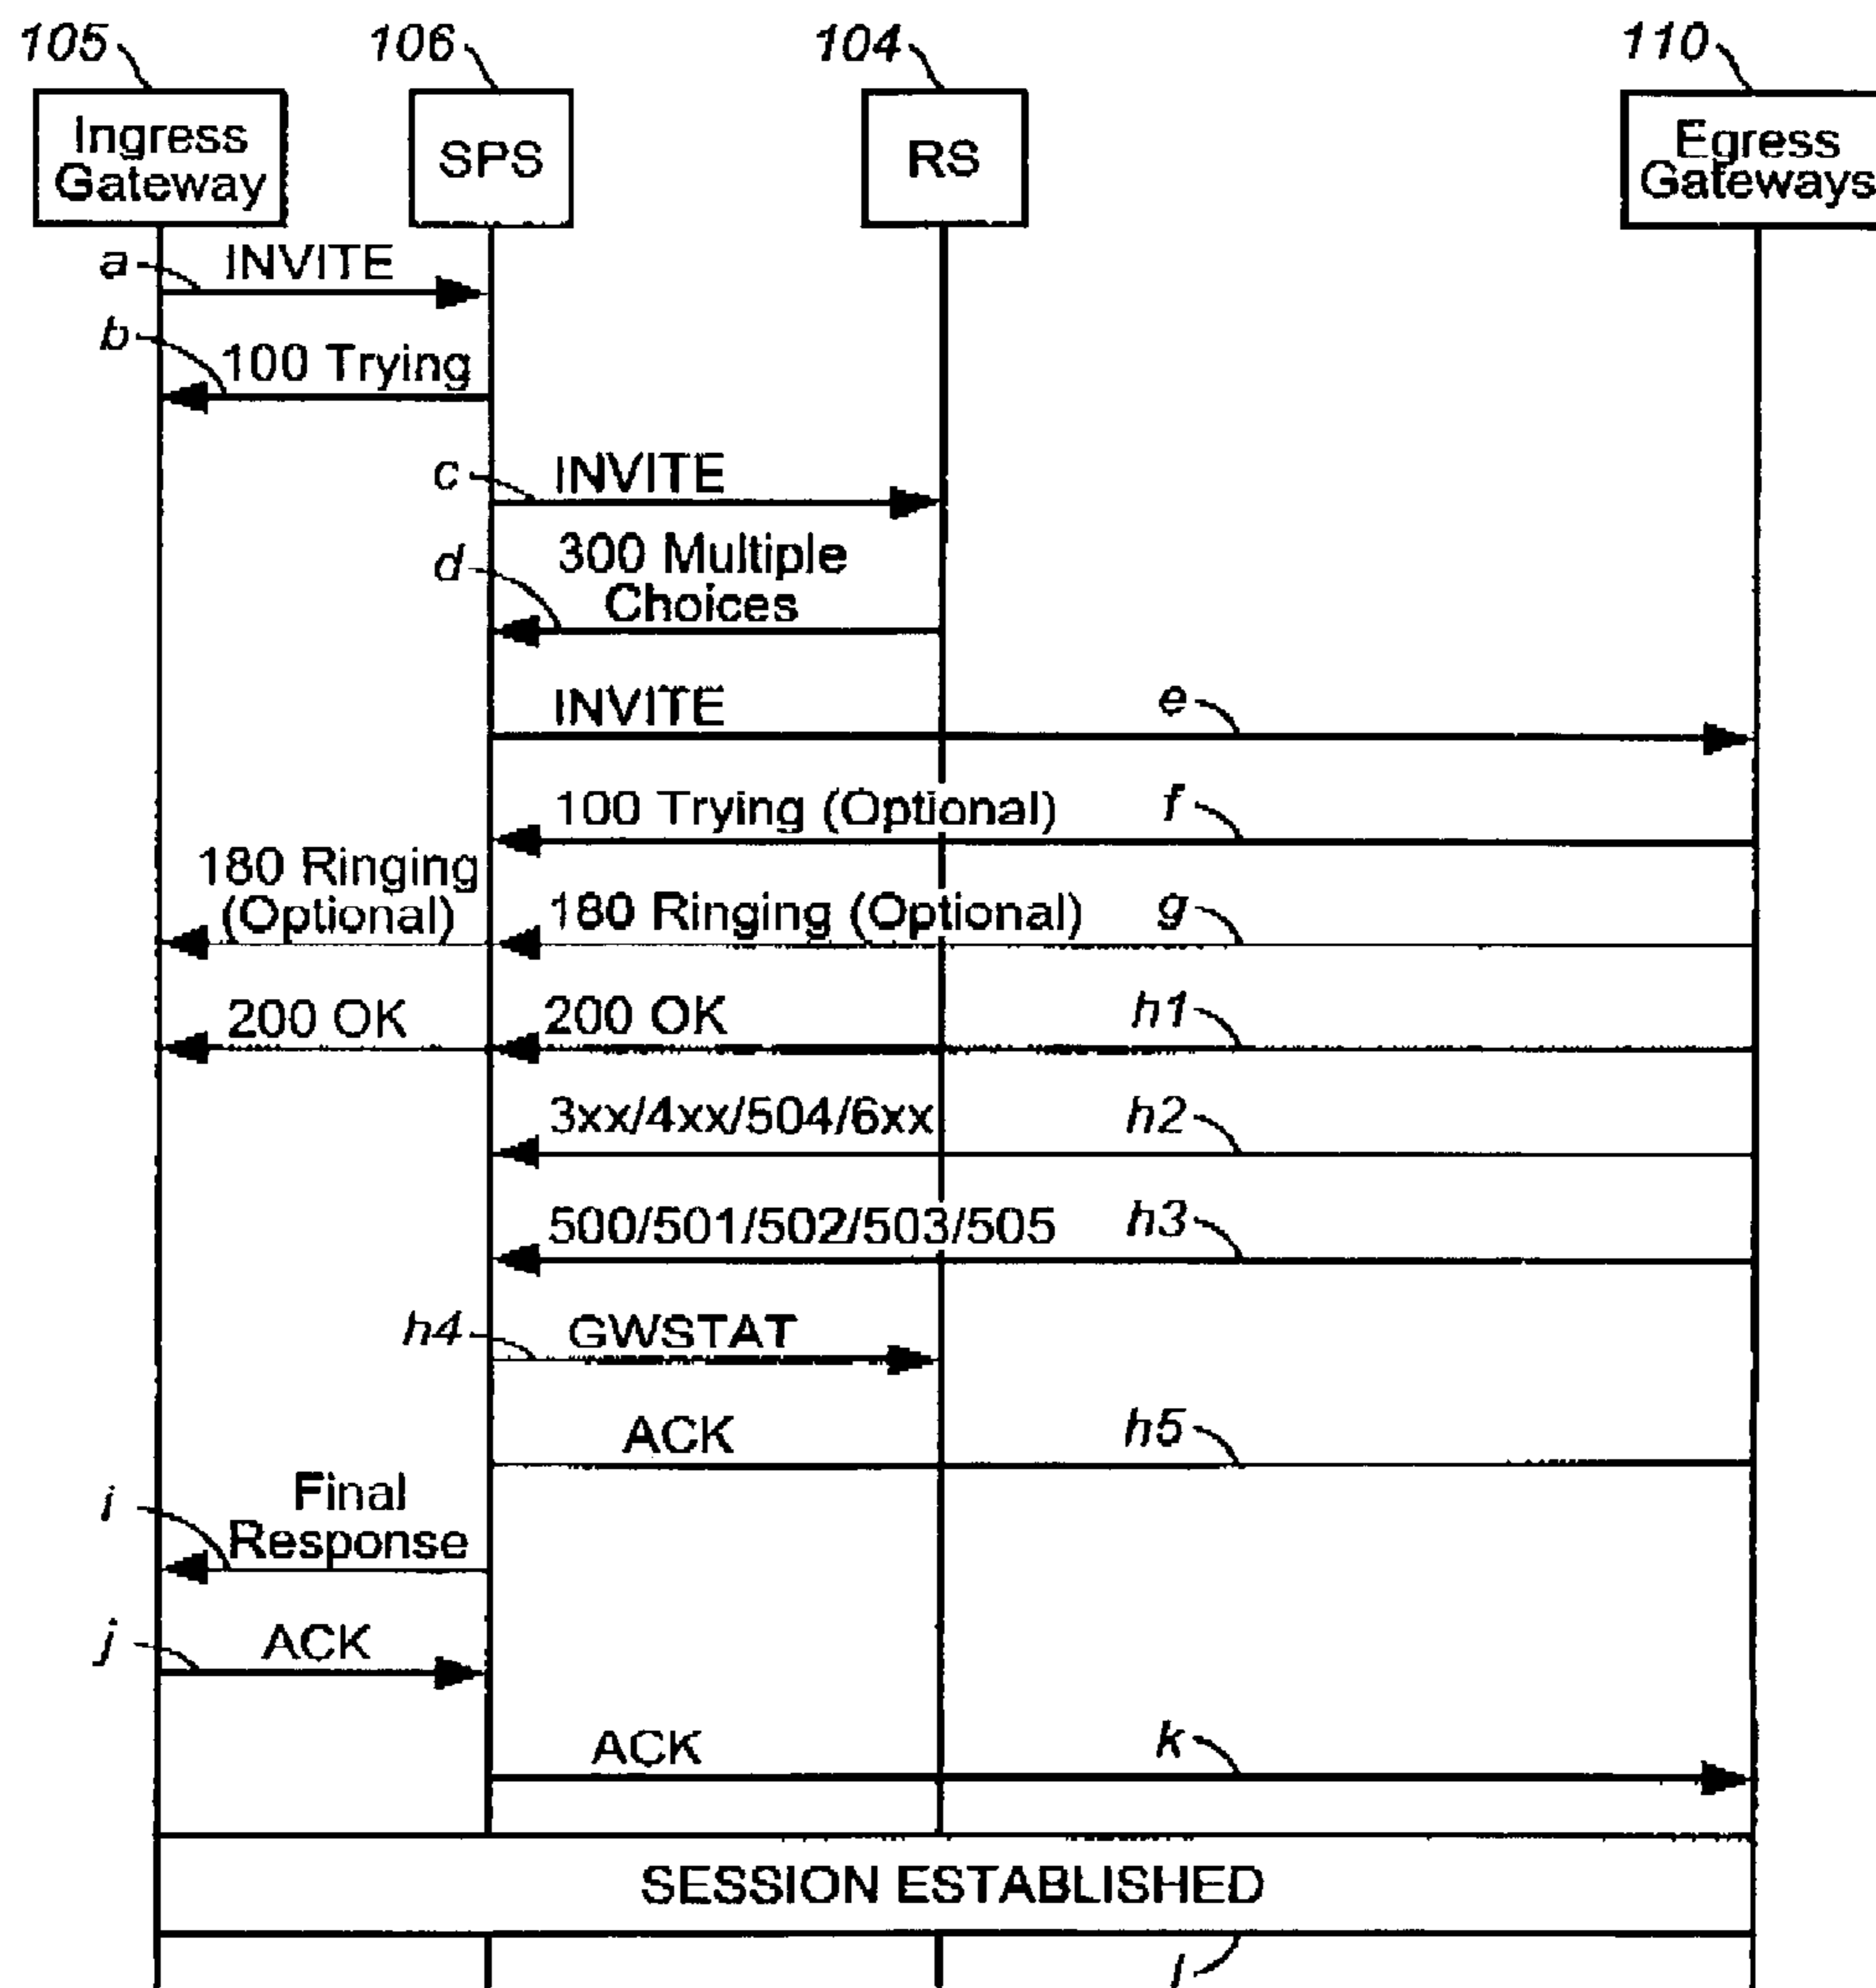 105
106
104
110
Ingress
Gateway
SPS
RS
Egress
Gateways
a
INVITE
b
100 Trying
c
INVITE
d
300 Multiple
Choices
INVITE
e
100 Trying (Optional)
f
180 Ringing
(Optional)
180 Ringing (Optional)
g
200 OK
200 OK
h1
3xx/4xx/504/6xx
h2
500/501/502/503/505
h3
h4
GWSTAT
ACK
h5
i
Final
Response
j
ACK
ACK
k
SESSION ESTABLISHED
l